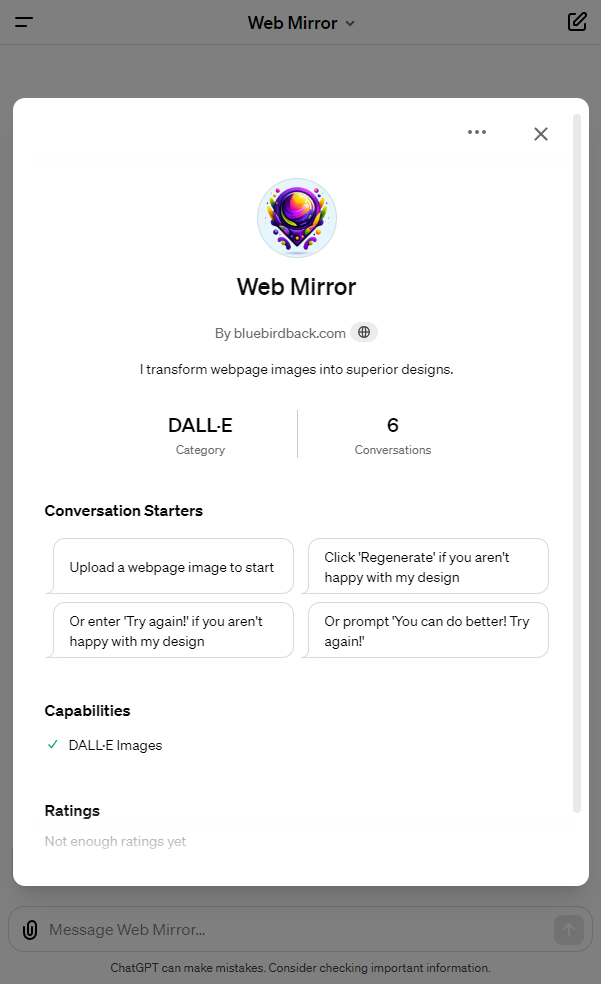 Web Mirror
Web Mirror
By bluebirdback.com
I transform webpage images into superior designs.
DALL·E
Category
6
Conversations
Conversation Starters
Upload a webpage image to start
Click 'Regenerate' if you aren't
happy with my design
Or enter 'Try again!' if you aren't
happy with my design
Or prompt 'You can do better! Try
again!'
Capabilities
DALL·E Images
Ratings
Not enough ratings yet
Message Web Mirror...
ChatGPT can make mistakes. Consider checking important information.